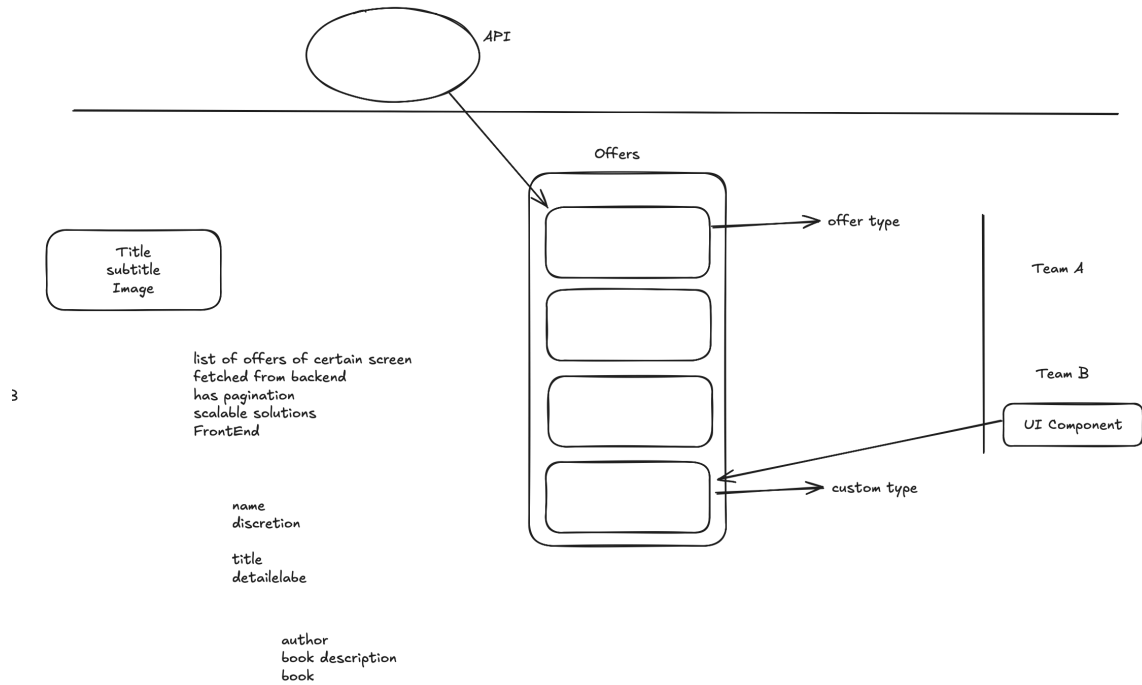 API
Offers
offer type
Title
subtitle
Image
Team A
list of offers of certain screen
fetched from backend
has pagination
scalable solutions
FrontEnd
Team B
UI Component
custom type
name
discretion
title
detailelabe
author
book description
book